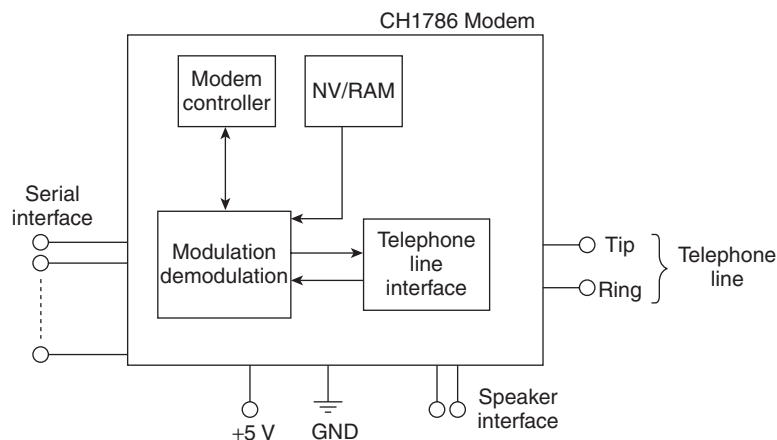 CH1786 Modem
Modem
controller
NV/RAM
Serial
interface
Modulation
demodulation
Telephone
line
interface
Tip
Ring
Telephone
line
+5 V
GND
Speaker
interface